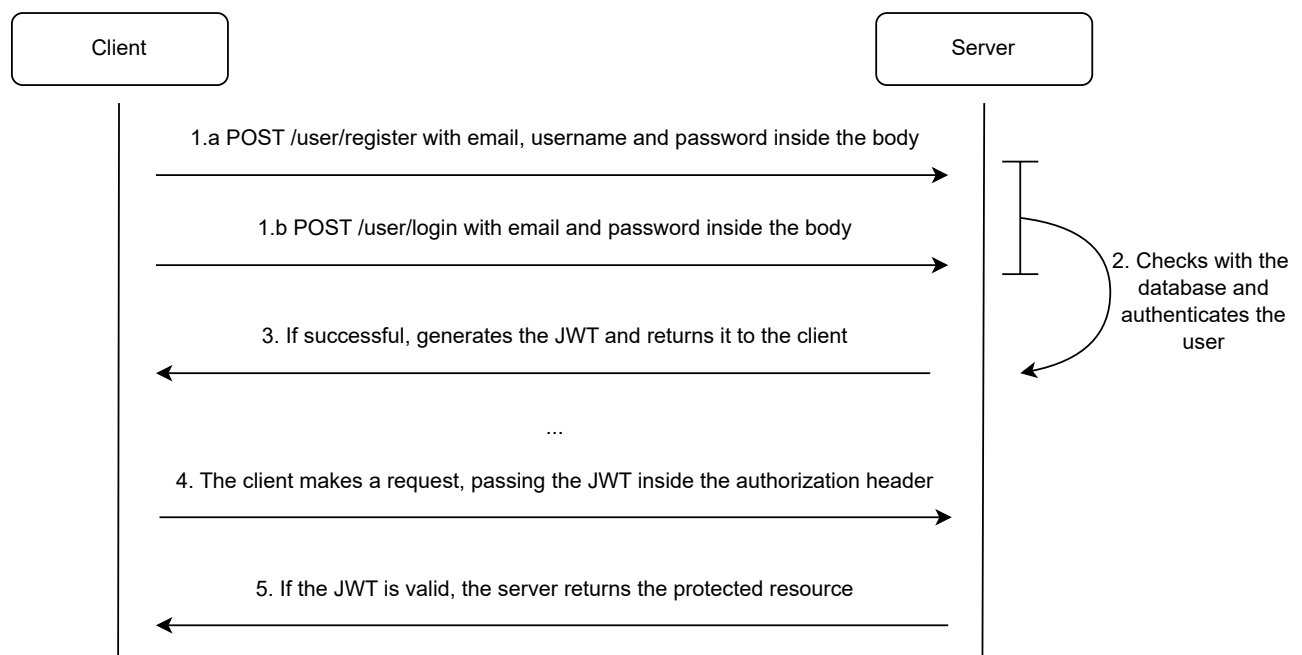 Client
Server
1.a POST /user/register with email, username and password inside the body
1.b POST /user/login with email and password inside the body
2. Checks with the
database and
authenticates the
user
3. If successful, generates the JWT and returns it to the client
...
4. The client makes a request, passing the JWT inside the authorization header
5. If the JWT is valid, the server returns the protected resource